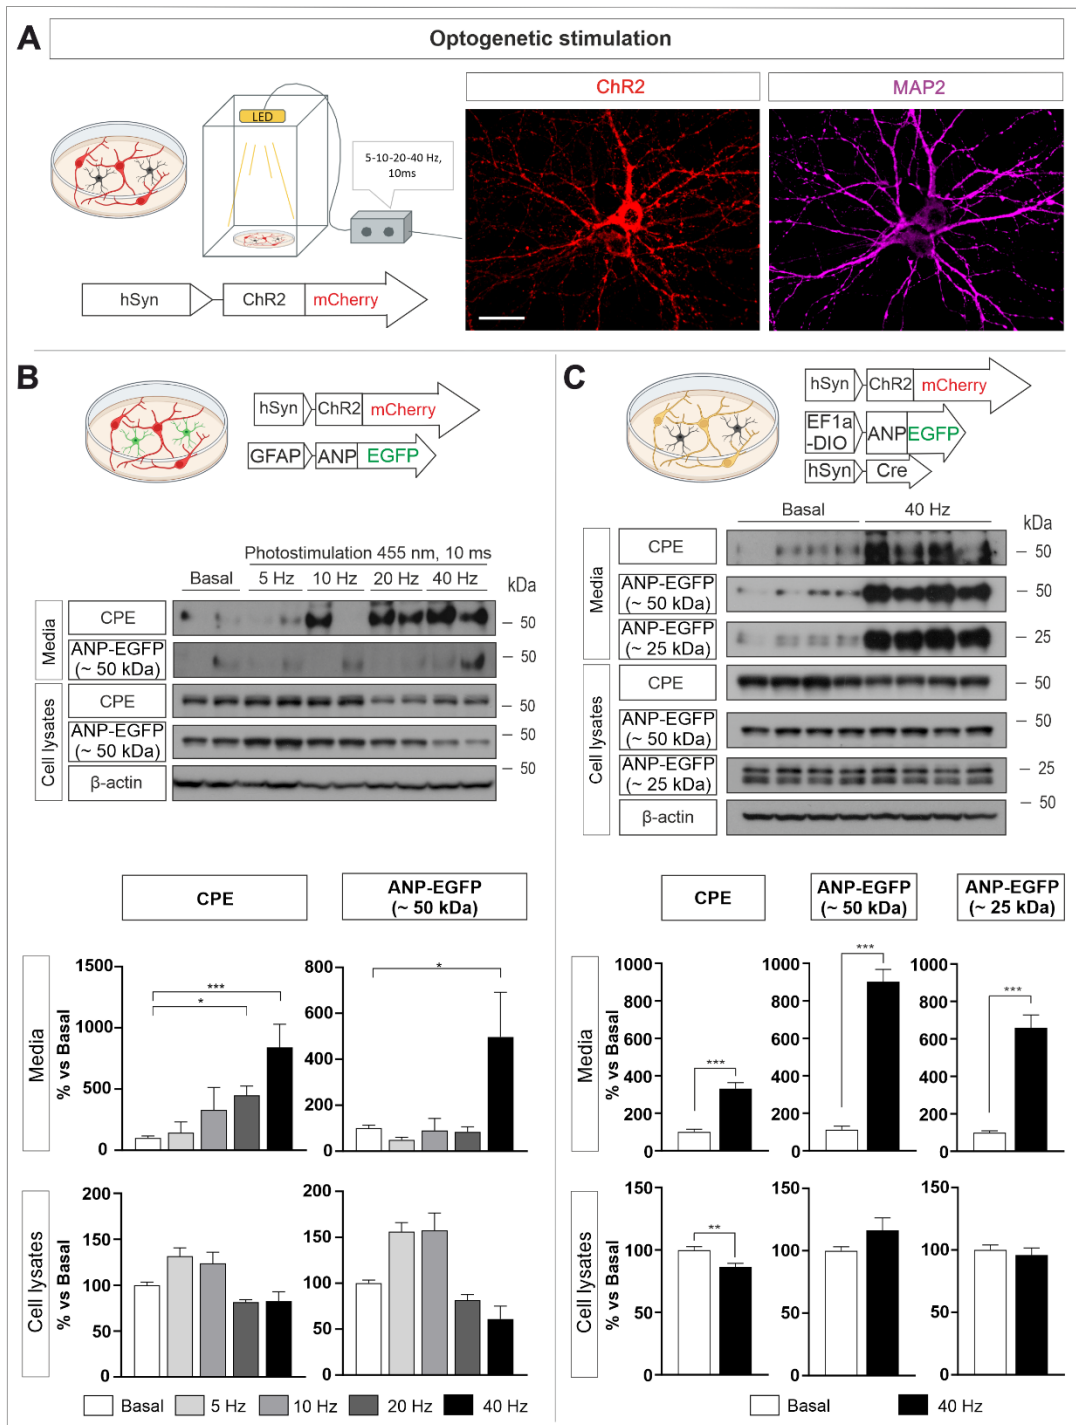 A
Optogenetic stimulation
LED
5-10-20-40 Hz,
10ms
hSyn ChR2 mCherry
ChR2
MAP2
B
hSyn ChR2 mCherry
GFAP ANP EGFP
Photostimulation 455 nm, 10 ms
Basal 5 Hz 10 Hz 20 Hz 40 Hz kDa
Media
CPE
50
ANP-EGFP
(~ 50 kDa)
50
Cell lysates
CPE
50
ANP-EGFP
(~ 50 kDa)
50
β-actin
50
CPE
ANP-EGFP
(~ 50 kDa)
Media
% vs Basal
1500
1000
500
0
***
*
800
600
400
200
0
*
Cell lysates
% vs Basal
200
150
100
50
0
200
150
100
50
0
Basal 5 Hz 10 Hz 20 Hz 40 Hz
C
hSyn ChR2 mCherry
EF1a
-DIO
ANP EGFP
hSyn Cre
Basal 40 Hz
kDa
Media
CPE
50
ANP-EGFP
(~ 50 kDa)
50
ANP-EGFP
(~ 25 kDa)
25
Cell lysates
CPE
50
ANP-EGFP
(~ 50 kDa)
50
ANP-EGFP
(~ 25 kDa)
25
β-actin
50
CPE
ANP-EGFP
(~ 50 kDa)
ANP-EGFP
(~ 25 kDa)
Media
% vs Basal
1000
800
600
400
200
0
***
1000
800
600
400
200
0
***
1000
800
600
400
200
0
***
Cell lysates
% vs Basal
150
100
50
0
**
150
100
50
0
150
100
50
0
Basal 40 Hz